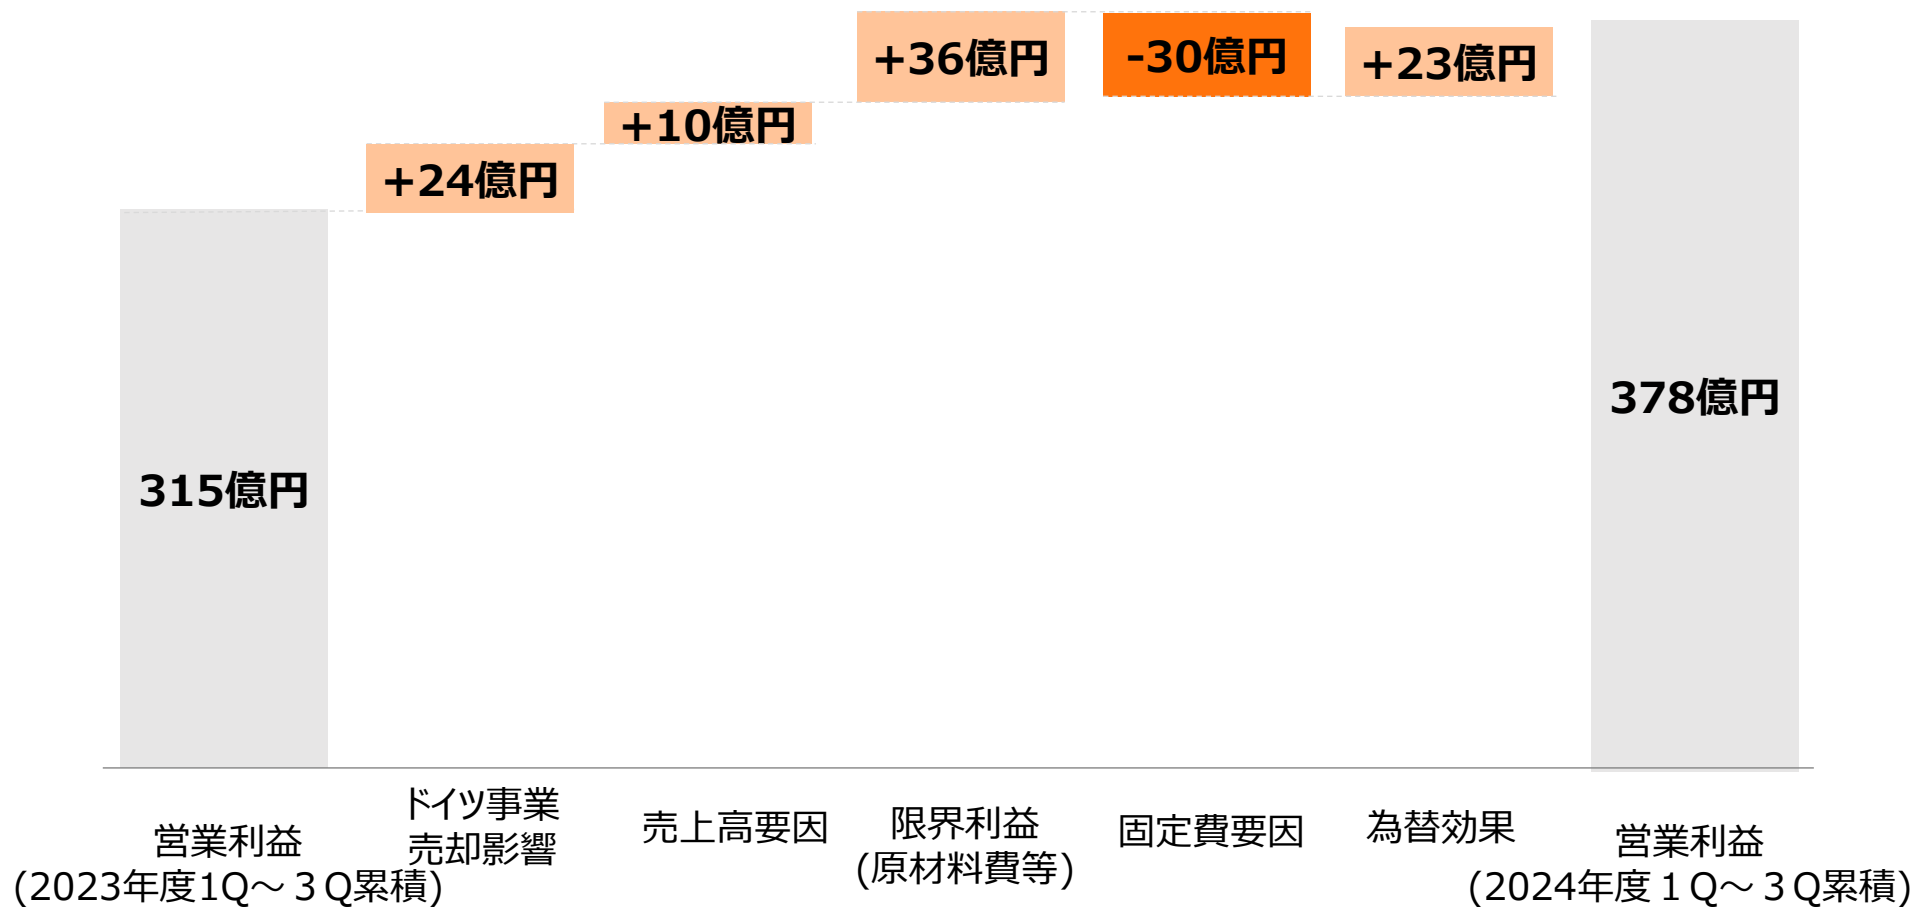 +36億円
-30億円
+23億円
+10億円
+24億円
378億円
315億円
営業利益
(2023年度1Q～３Q累積)
ドイツ事業
売却影響
売上高要因
限界利益
(原材料費等)
固定費要因
為替効果
営業利益
(2024年度１Q～３Q累積)